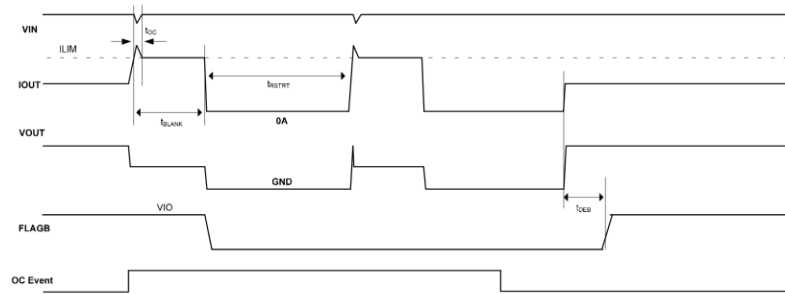 VIN
tOC
ILIM
IOUT
tRSTRT
tBLANK
0A
VOUT
GND
VIO
tDEB
FLAGB
OC Event